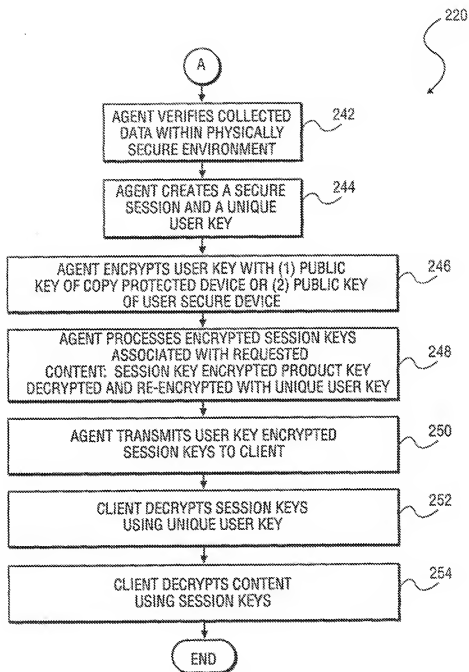 220
A
AGENT VERIFIES COLLECTED
DATA WITHIN PHYSICALLY
SECURE ENVIRONMENT
242
AGENT CREATES A SECURE
SESSION AND A UNIQUE
USER KEY
244
AGENT ENCRYPTS USER KEY WITH (1) PUBLIC
KEY OF COPY PROTECTED DEVICE OR (2) PUBLIC KEY
OF USER SECURE DEVICE
246
AGENT PROCESSES ENCRYPTED SESSION KEYS
ASSOCIATED WITH REQUESTED
CONTENT: SESSION KEY ENCRYPTED PRODUCT KEY
DECRYPTED AND RE-ENCRYPTED WITH UNIQUE USER KEY
248
AGENT TRANSMITS USER KEY ENCRYPTED
SESSION KEYS TO CLIENT
250
CLIENT DECRYPTS SESSION KEYS
USING UNIQUE USER KEY
252
CLIENT DECRYPTS CONTENT
USING SESSION KEYS
254
END